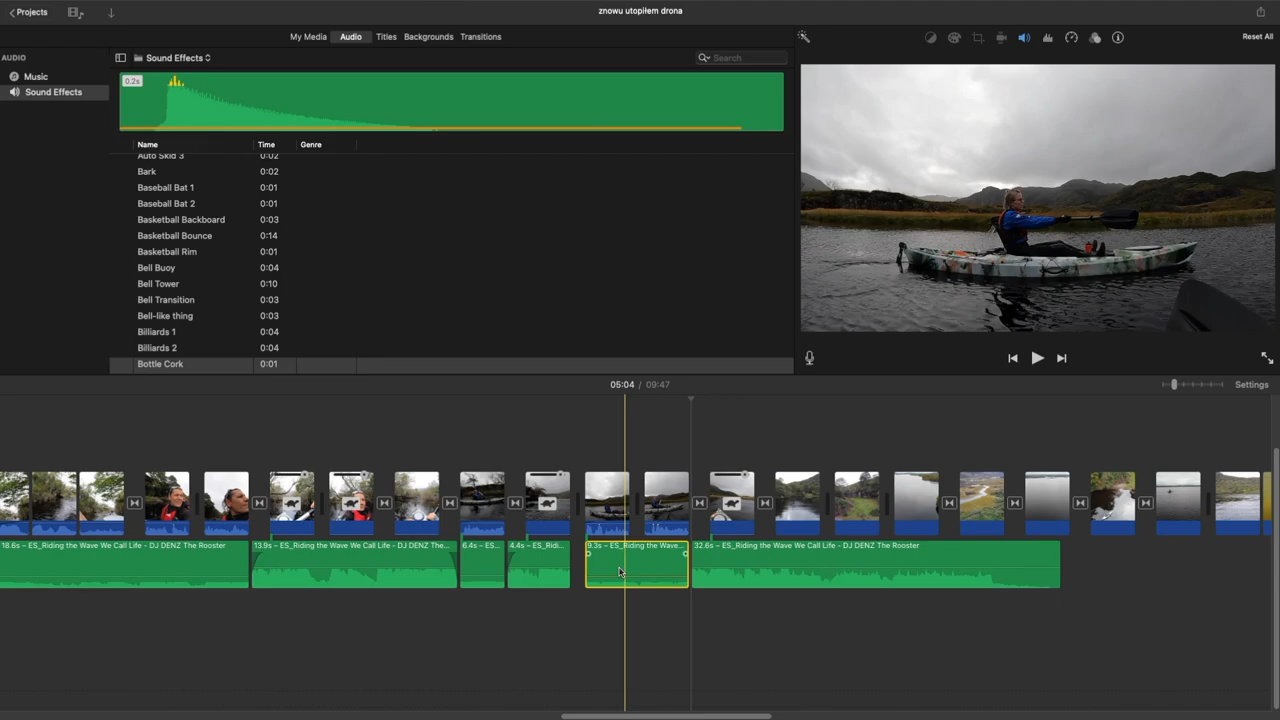 Projects
znowu utopiłem drona
My Media
Audio
Titles
Backgrounds
Transitions
Reset All
AUDIO
Music
Sound Effects
Sound Effects
Search
0.2s
Name Time Genre
Auto Skid 3 0:02
Bark 0:02
Baseball Bat 1 0:01
Baseball Bat 2 0:01
Basketball Backboard 0:03
Basketball Bounce 0:14
Basketball Rim 0:01
Bell Buoy 0:04
Bell Tower 0:10
Bell Transition 0:03
Bell-like thing 0:03
Billiards 1 0:04
Billiards 2 0:04
Bottle Cork 0:01
05:04 / 09:47
Settings
18.6s – ES_Riding the Wave We Call Life - DJ DENZ The Rooster
13.9s – ES_Riding the Wave We Call Life - DJ DENZ The...
6.4s – ES...
4.4s – ES_Ridi...
9.3s – ES_Riding the Wave...
32.6s – ES_Riding the Wave We Call Life - DJ DENZ The Rooster